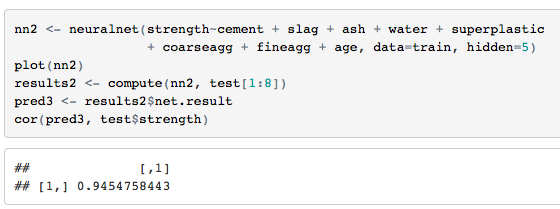 nn2 <- neuralnet(strength~cement + slag + ash + water + superplastic
+ coarseagg + fineagg + age, data=train, hidden=5)
plot(nn2)
results2 <- compute(nn2, test[1:8])
pred3 <- results2$net.result
cor(pred3, test$strength)
## [,1]
## [1,] 0.9454758443